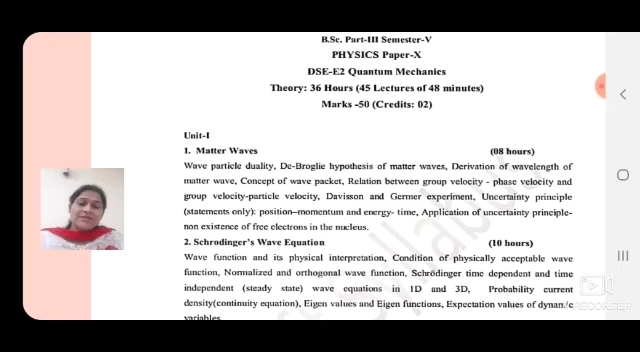 B.Sc. Part-III Semester-V
PHYSICS Paper-X
DSE-E2 Quantum Mechanics
Theory: 36 Hours (45 Lectures of 48 minutes)
Marks -50 (Credits: 02)
Unit-I
1. Matter Waves (08 hours)
Wave particle duality, De-Broglie hypothesis of matter waves, Derivation of wavelength of
matter wave, Concept of wave packet, Relation between group velocity - phase velocity and
group velocity-particle velocity, Davisson and Germer experiment, Uncertainty principle
(statements only): position–momentum and energy- time, Application of uncertainty principle-
non existence of free electrons in the nucleus.
2. Schrodinger's Wave Equation (10 hours)
Wave function and its physical interpretation, Condition of physically acceptable wave
function, Normalized and orthogonal wave function, Schrödinger time dependent and time
independent (steady state) wave equations in 1D and 3D, Probability current
density(continuity equation), Eigen values and Eigen functions, Expectation values of dynamic
variables
RECORDER